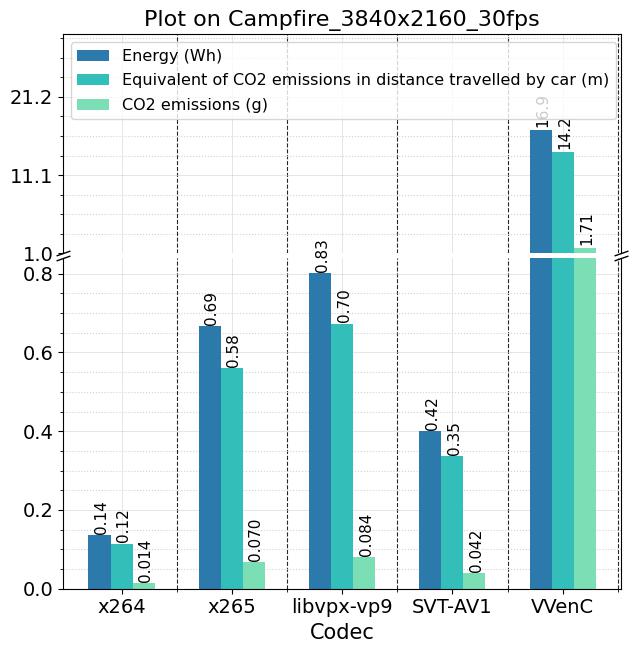 Plot on Campfire_3840x2160_30fps
Energy (Wh)
Equivalent of CO2 emissions in distance travelled by car (m)
CO2 emissions (g)
21.2
11.1
1.0
0.8
0.6
0.4
0.2
0.0
0.14
0.12
0.014
0.69
0.58
0.070
0.83
0.70
0.084
0.42
0.35
0.042
16.9
14.2
1.71
x264
x265
libvpx-vp9
SVT-AV1
VVenC
Codec